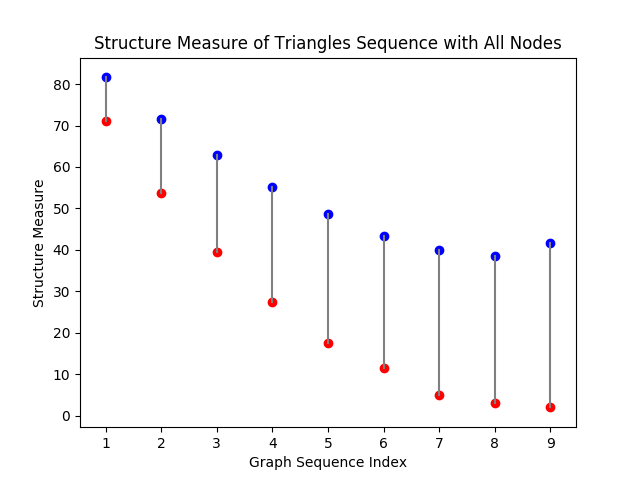 Structure Measure of Triangles Sequence with All Nodes
Structure Measure
80
70
60
50
40
30
20
10
0
1 2 3 4 5 6 7 8 9
Graph Sequence Index